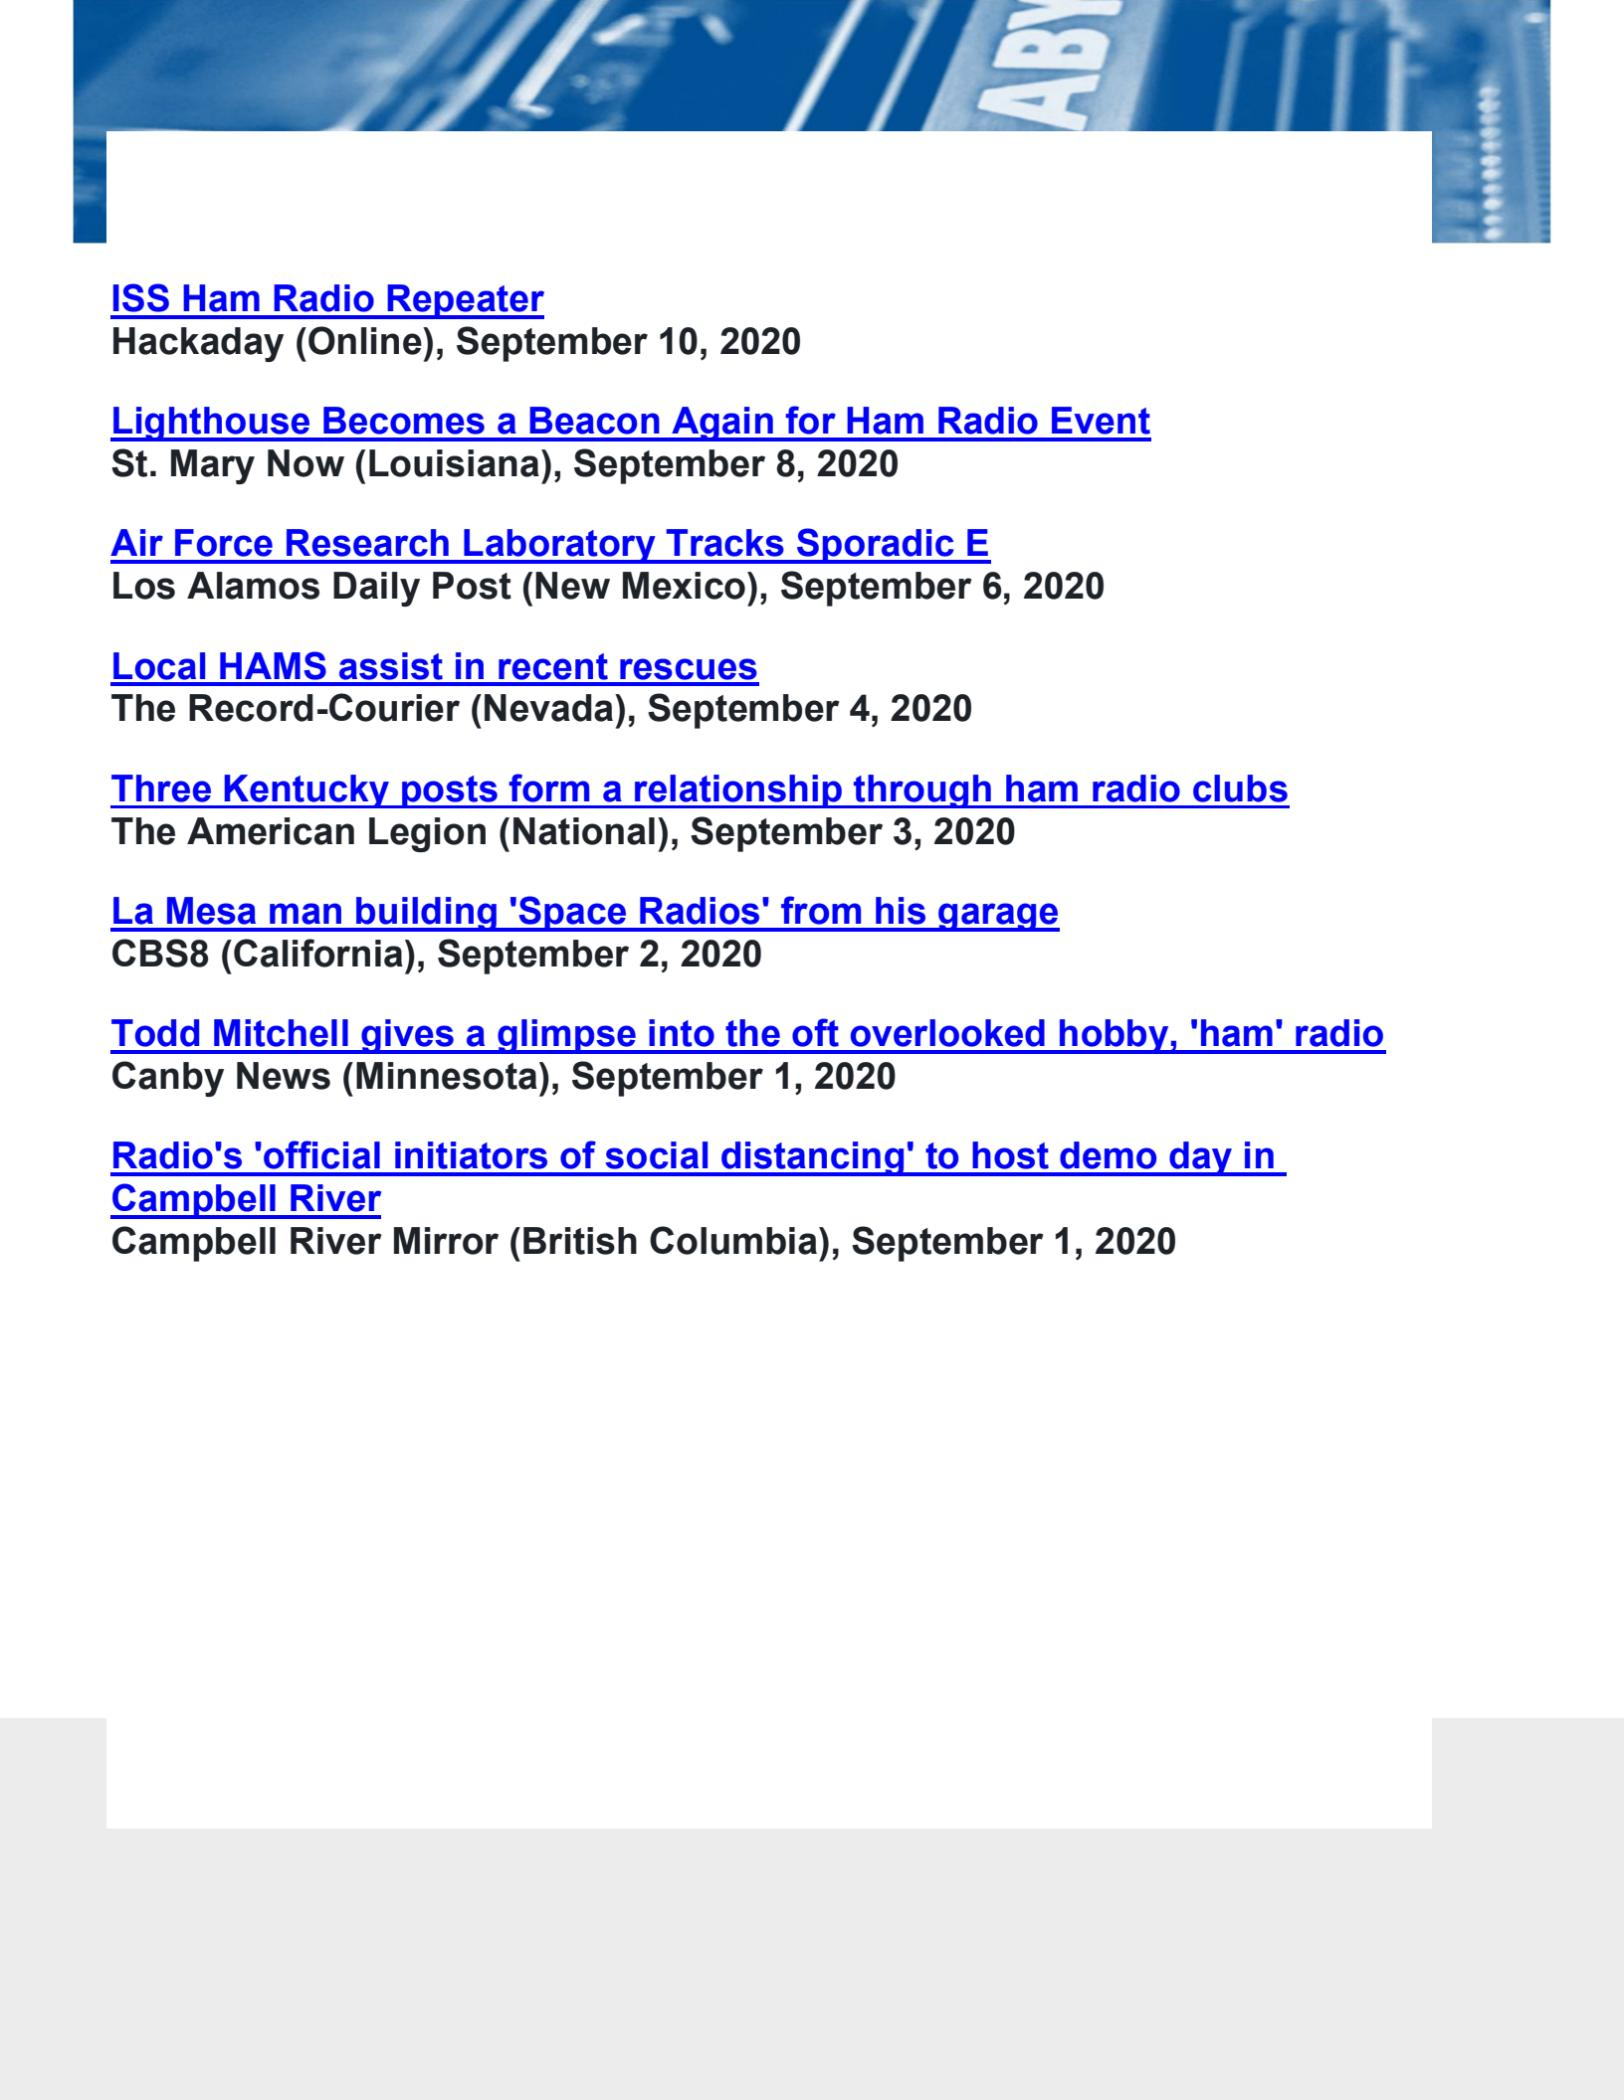 ABY
ISS Ham Radio Repeater
Hackaday (Online), September 10, 2020
Lighthouse Becomes a Beacon Again for Ham Radio Event
St. Mary Now (Louisiana), September 8, 2020
Air Force Research Laboratory Tracks Sporadic E
Los Alamos Daily Post (New Mexico), September 6, 2020
Local HAMS assist in recent rescues
The Record-Courier (Nevada), September 4, 2020
Three Kentucky posts form a relationship through ham radio clubs
The American Legion (National), September 3, 2020
La Mesa man building 'Space Radios' from his garage
CBS8 (California), September 2, 2020
Todd Mitchell gives a glimpse into the oft overlooked hobby, 'ham' radio
Canby News (Minnesota), September 1, 2020
Radio's 'official initiators of social distancing' to host demo day in
Campbell River
Campbell River Mirror (British Columbia), September 1, 2020